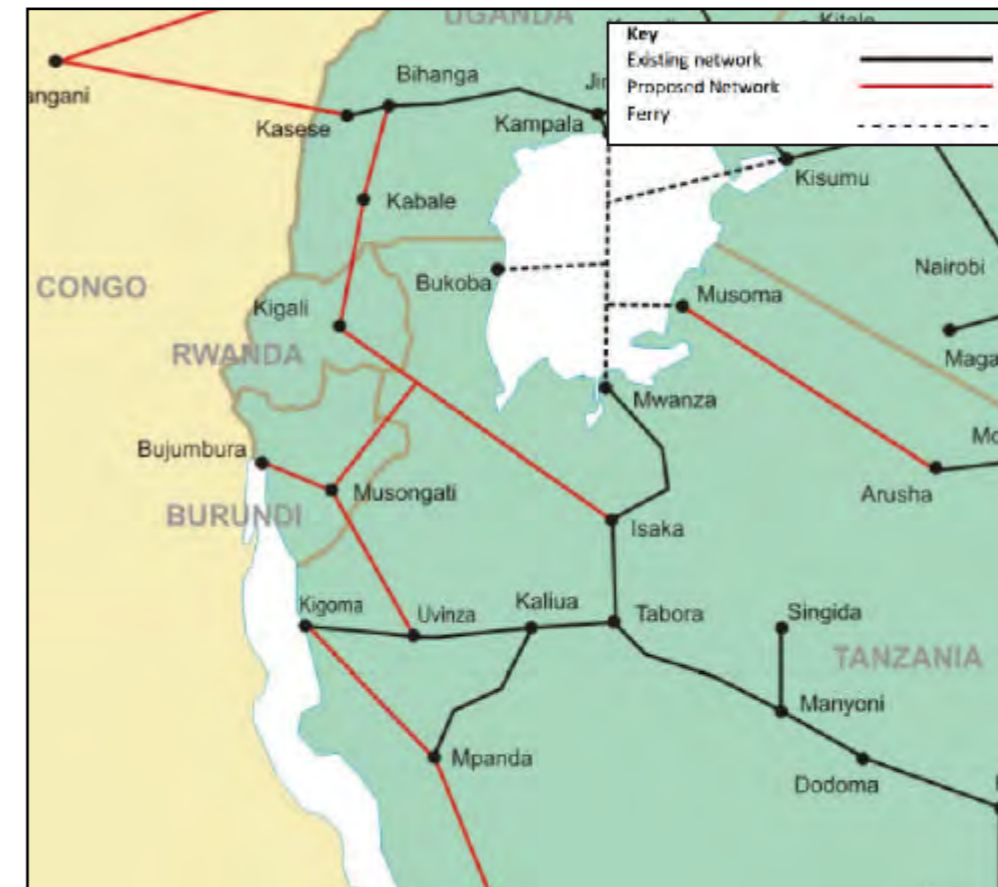 UGANDA
Kitale
Key
Existing network
Proposed Network
Ferry
angani
Bihanga
Jin
Kasese
Kampala
Kisumu
Kabale
CONGO
Bukoba
Nairobi
Kigali
Musoma
RWANDA
Maga
Mwanza
Mo
Bujumbura
Arusha
Musongati
BURUNDI
Isaka
Kigoma
Uvinza
Kaliua
Tabora
Singida
TANZANIA
Manyoni
Mpanda
Dodoma